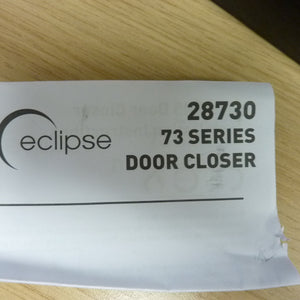 eclipse
28730
73 SERIES
DOOR CLOSER